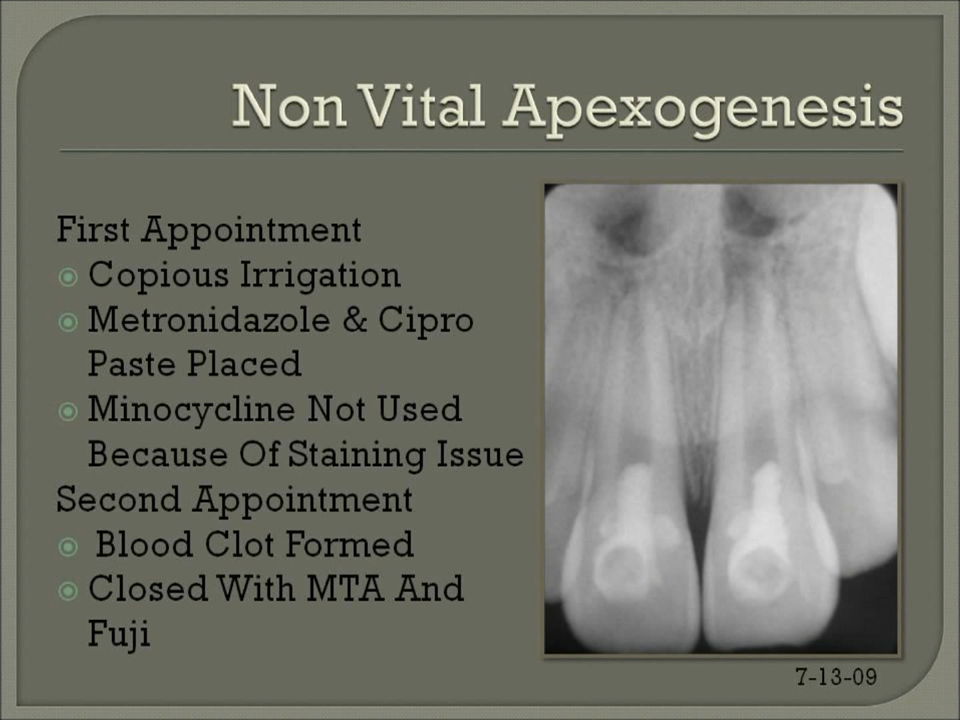 Non Vital Apexogenesis
First Appointment
Copious Irrigation
Metronidazole & Cipro
Paste Placed
Minocycline Not Used
Because Of Staining Issue
Second Appointment
Blood Clot Formed
Closed With MTA And
Fuji
7-13-09